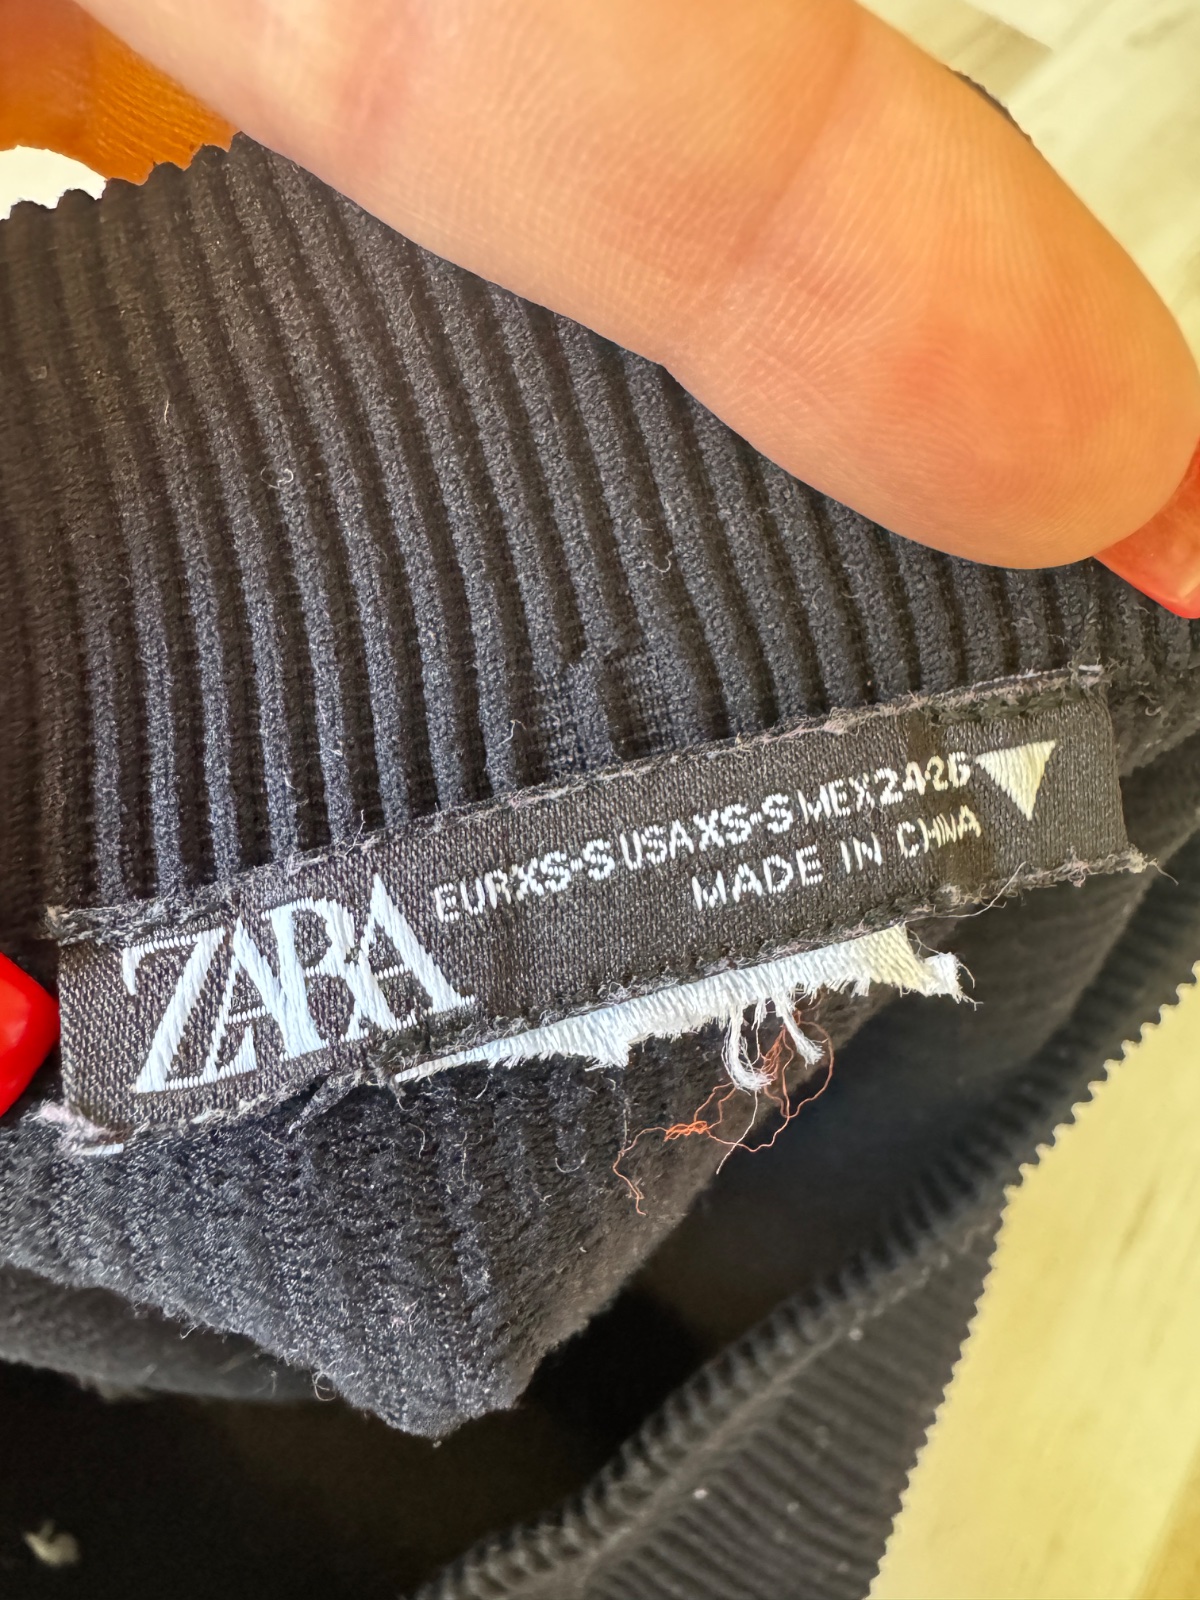 ZARA
EUR XS-S USA XS-S MEX 24-26
MADE IN CHINA